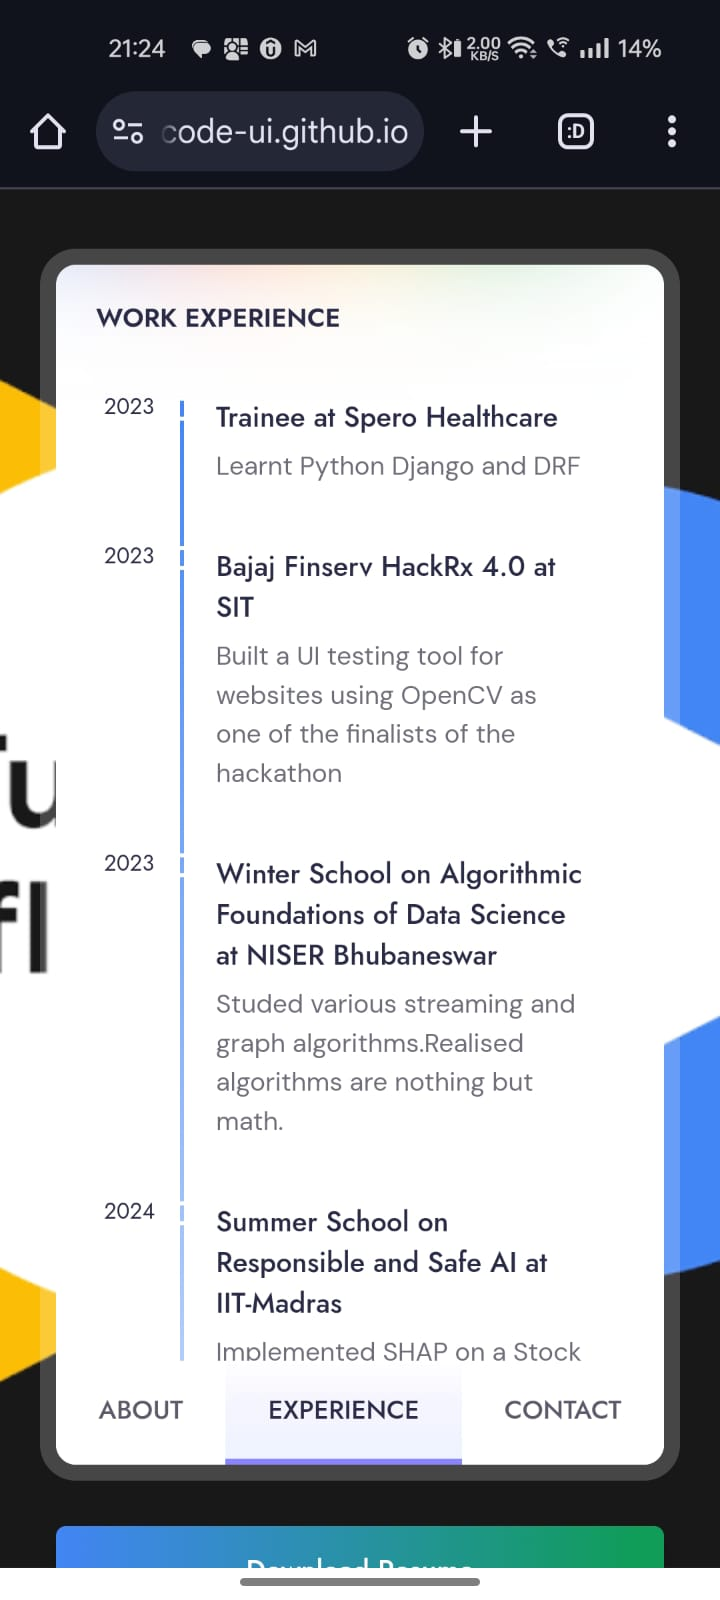 21:24 2.00 KB/S 14%
code-ui.github.io :D
WORK EXPERIENCE
2023
Trainee at Spero Healthcare
Learnt Python Django and DRF
2023
Bajaj Finserv HackRx 4.0 at
SIT
Built a UI testing tool for
websites using OpenCV as
one of the finalists of the
hackathon
2023
Winter School on Algorithmic
Foundations of Data Science
at NISER Bhubaneswar
Studed various streaming and
graph algorithms.Realised
algorithms are nothing but
math.
2024
Summer School on
Responsible and Safe AI at
IIT-Madras
Implemented SHAP on a Stock
ABOUT EXPERIENCE CONTACT
Download Resume